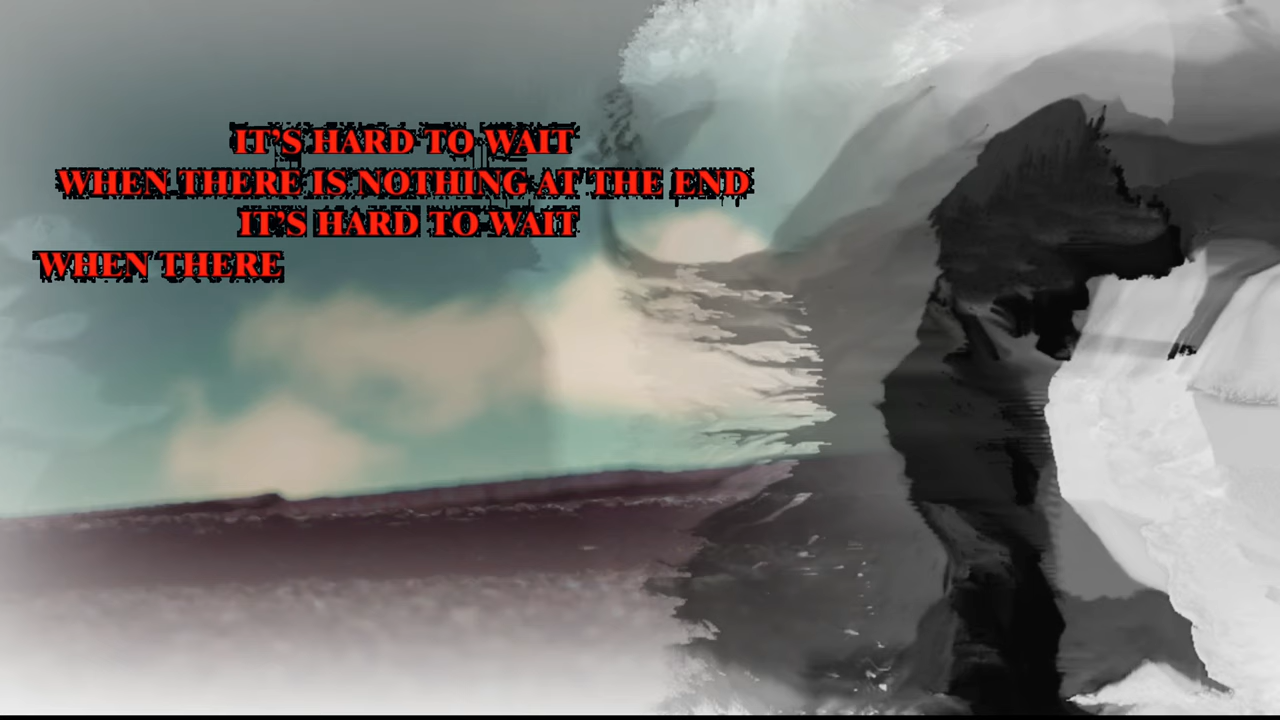 IT'S HARD TO WAIT
WHEN THERE IS NOTHING AT THE END
IT'S HARD TO WAIT
WHEN THERE